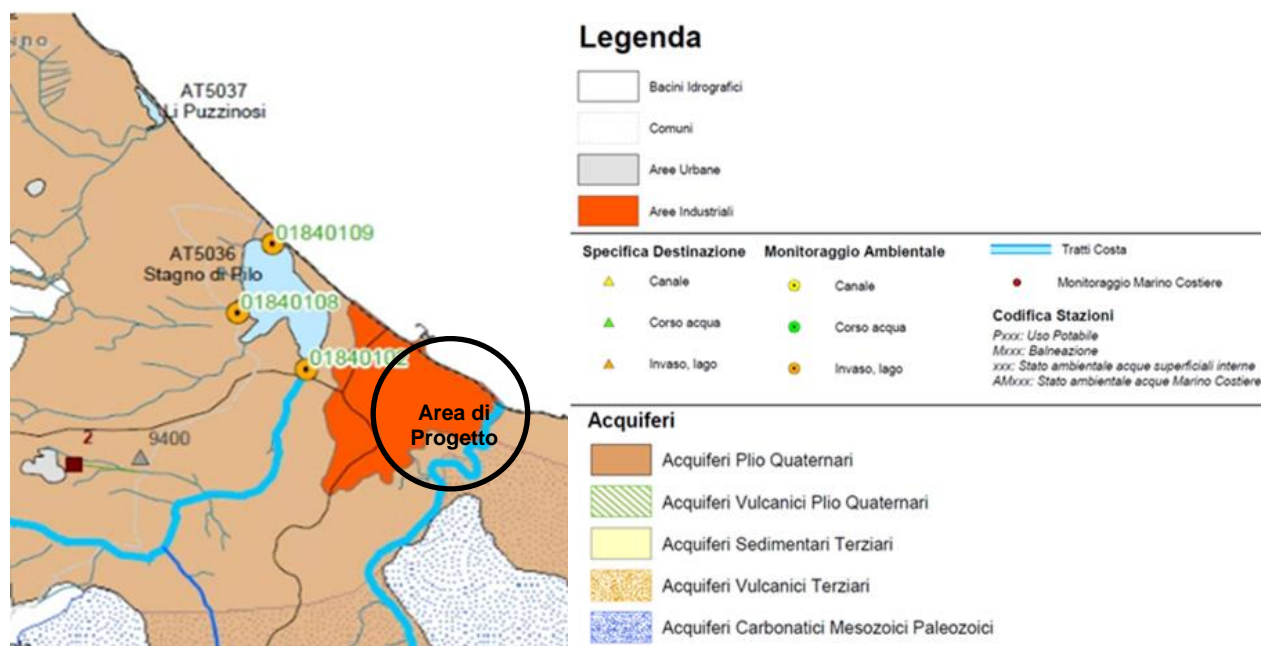 ino
AT5037
Li Puzzinosi
01840109
AT5036
Stagno di Pilo
01840108
01840102
Area di
Progetto
2
9400
Legenda
Bacini Idrografici
Comuni
Aree Urbane
Aree Industriali
Specifica Destinazione
Canale
Corso acqua
Invaso, lago
Monitoraggio Ambientale
Canale
Corso acqua
Invaso, lago
Tratti Costa
Monitoraggio Marino Costiere
Codifica Stazioni
Pxxx: Uso Potabile
Mxxx: Balneazione
xxx: Stato ambientale acque superficiali interne
AMxxx: Stato ambientale acque Marino Costiere
Acquiferi
Acquiferi Plio Quaternari
Acquiferi Vulcanici Plio Quaternari
Acquiferi Sedimentari Terziari
Acquiferi Vulcanici Terziari
Acquiferi Carbonatici Mesozoici Paleozoici